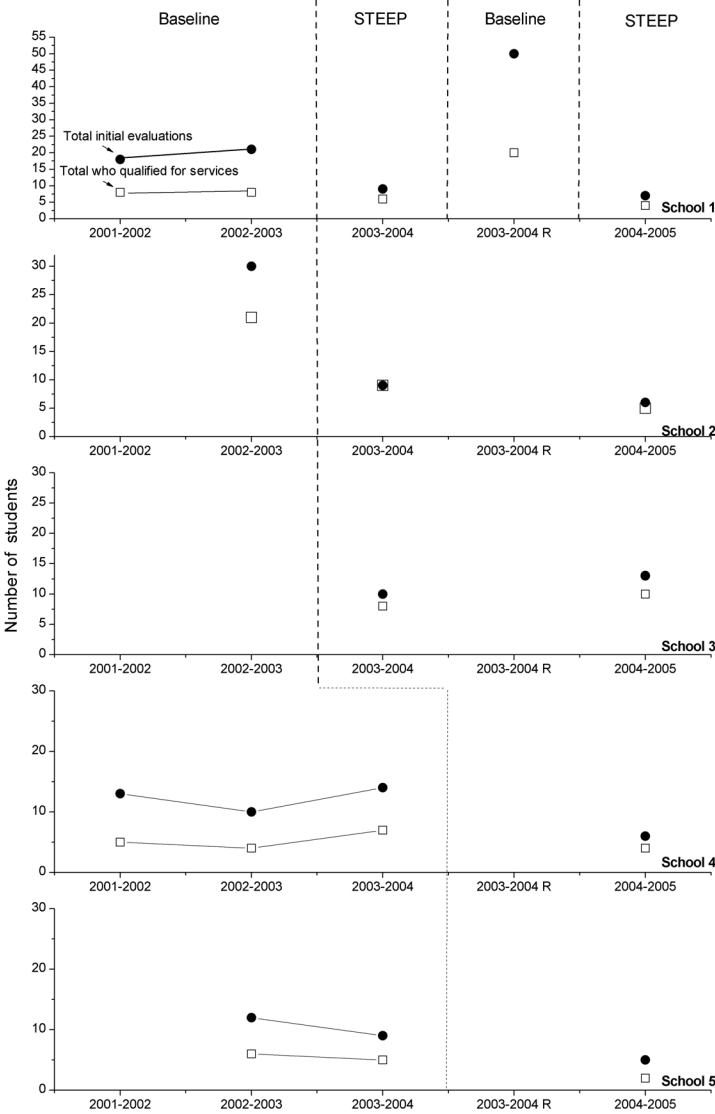 Baseline STEEP Baseline STEEP
55
50
45
40
35
30
25
20
15
10
5
0
Total initial evaluations
Total who qualified for services
School 1
2001-2002 2002-2003 2003-2004 2003-2004 R 2004-2005
30
25
20
15
10
5
0
School 2
2001-2002 2002-2003 2003-2004 2003-2004 R 2004-2005
Number of students
30
25
20
15
10
5
0
School 3
2001-2002 2002-2003 2003-2004 2003-2004 R 2004-2005
30
20
10
0
School 4
2001-2002 2002-2003 2003-2004 2003-2004 R 2004-2005
30
20
10
0
School 5
2001-2002 2002-2003 2003-2004 2003-2004 R 2004-2005